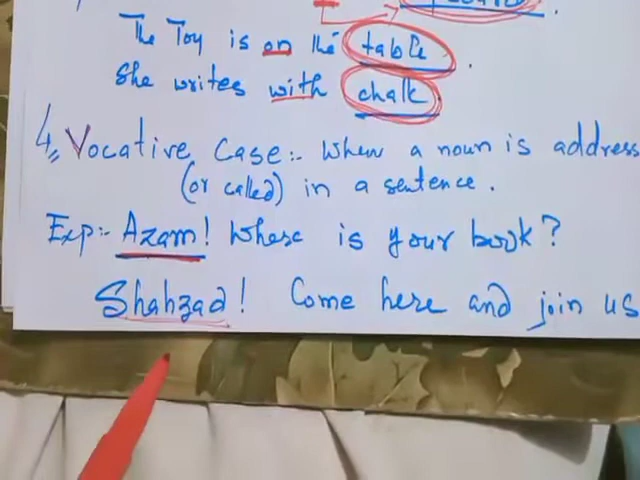 The Toy is on the table.
She writes with chalk.
4, Vocative Case:- When a noun is address
(or called) in a sentence.
Exp:- Azam! Where is your book?
Shahzad! Come here and join us